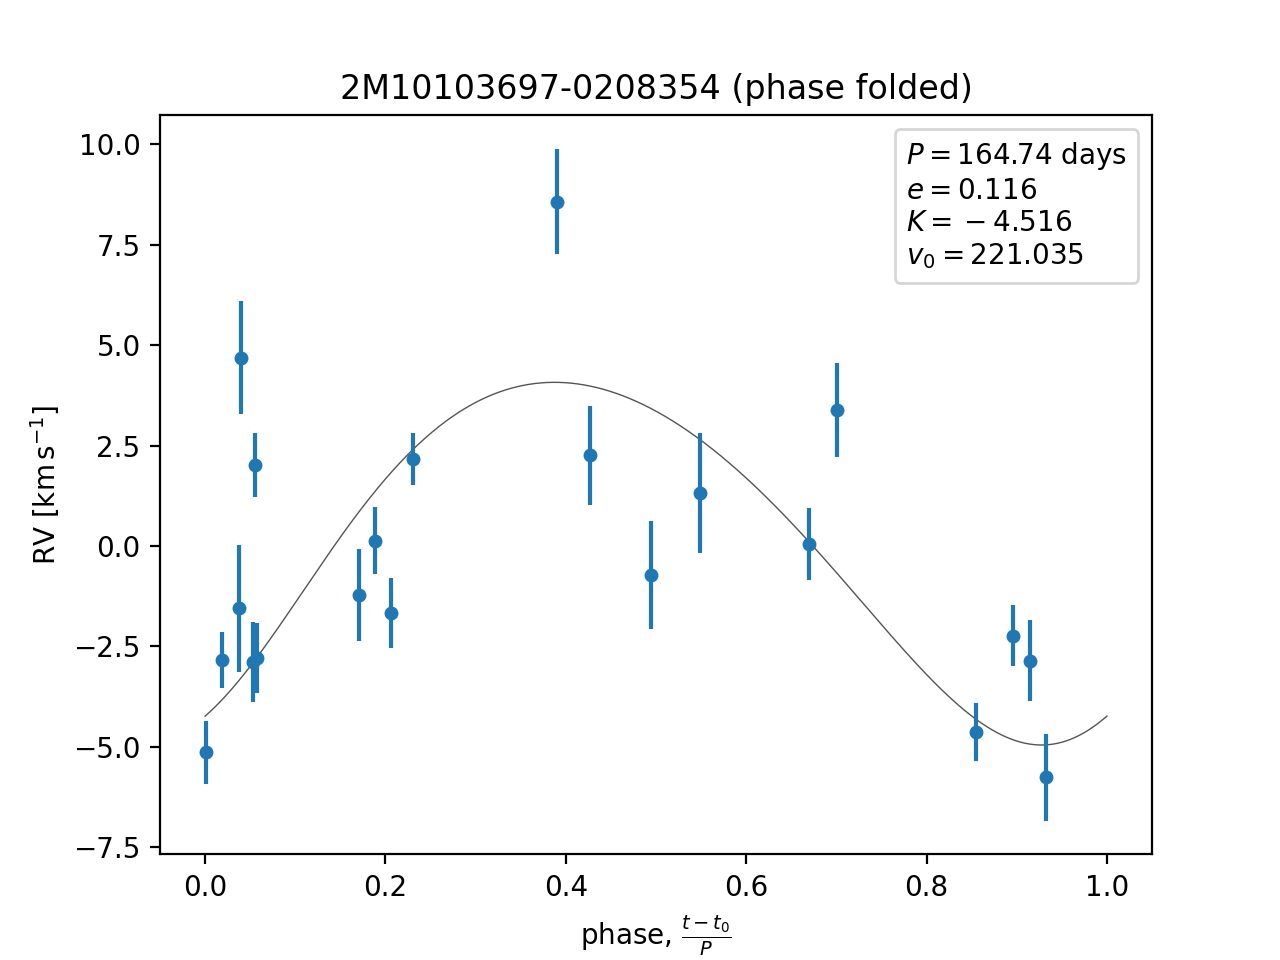 2M10103697-0208354 (phase folded)
P = 164.74 days
e = 0.116
K = −4.516
v₀ = 221.035
10.0
7.5
5.0
2.5
0.0
−2.5
−5.0
−7.5
RV [km s⁻¹]
0.0 0.2 0.4 0.6 0.8 1.0
phase, (t − t₀)/P